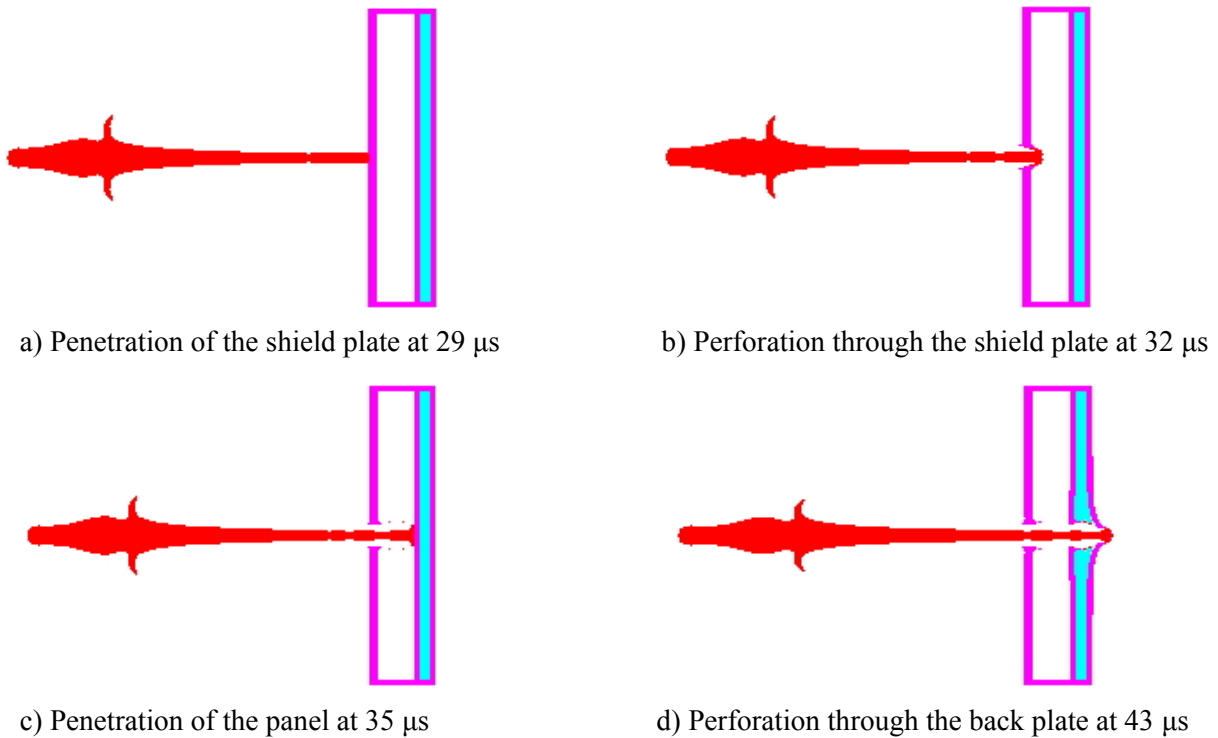 a) Penetration of the shield plate at 29 μs
b) Perforation through the shield plate at 32 μs
c) Penetration of the panel at 35 μs
d) Perforation through the back plate at 43 μs